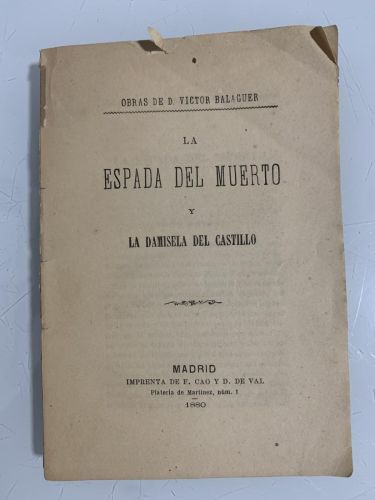 OBRAS DE D. VICTOR BALAGUER
LA
ESPADA DEL MUERTO
Y
LA DAMISELA DEL CASTILLO
MADRID
IMPRENTA DE F. CAO Y D. DE VAL
Platería de Martinez, núm. 1
1880